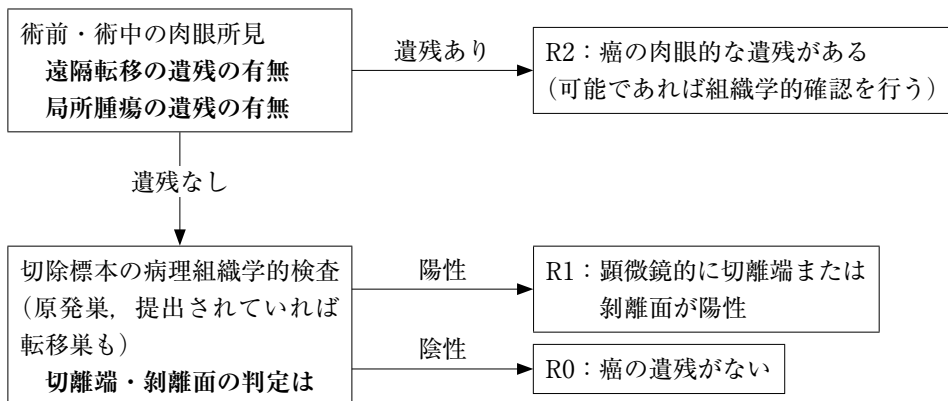 術前・術中の肉眼所見
遠隔転移の遺残の有無
局所腫瘍の遺残の有無
遺残あり
R2：癌の肉眼的な遺残がある
（可能であれば組織学的確認を行う）
遺残なし
切除標本の病理組織学的検査
（原発巣，提出されていれば
転移巣も）
切離端・剝離面の判定は
陽性
R1：顕微鏡的に切離端または
剝離面が陽性
陰性
R0：癌の遺残がない